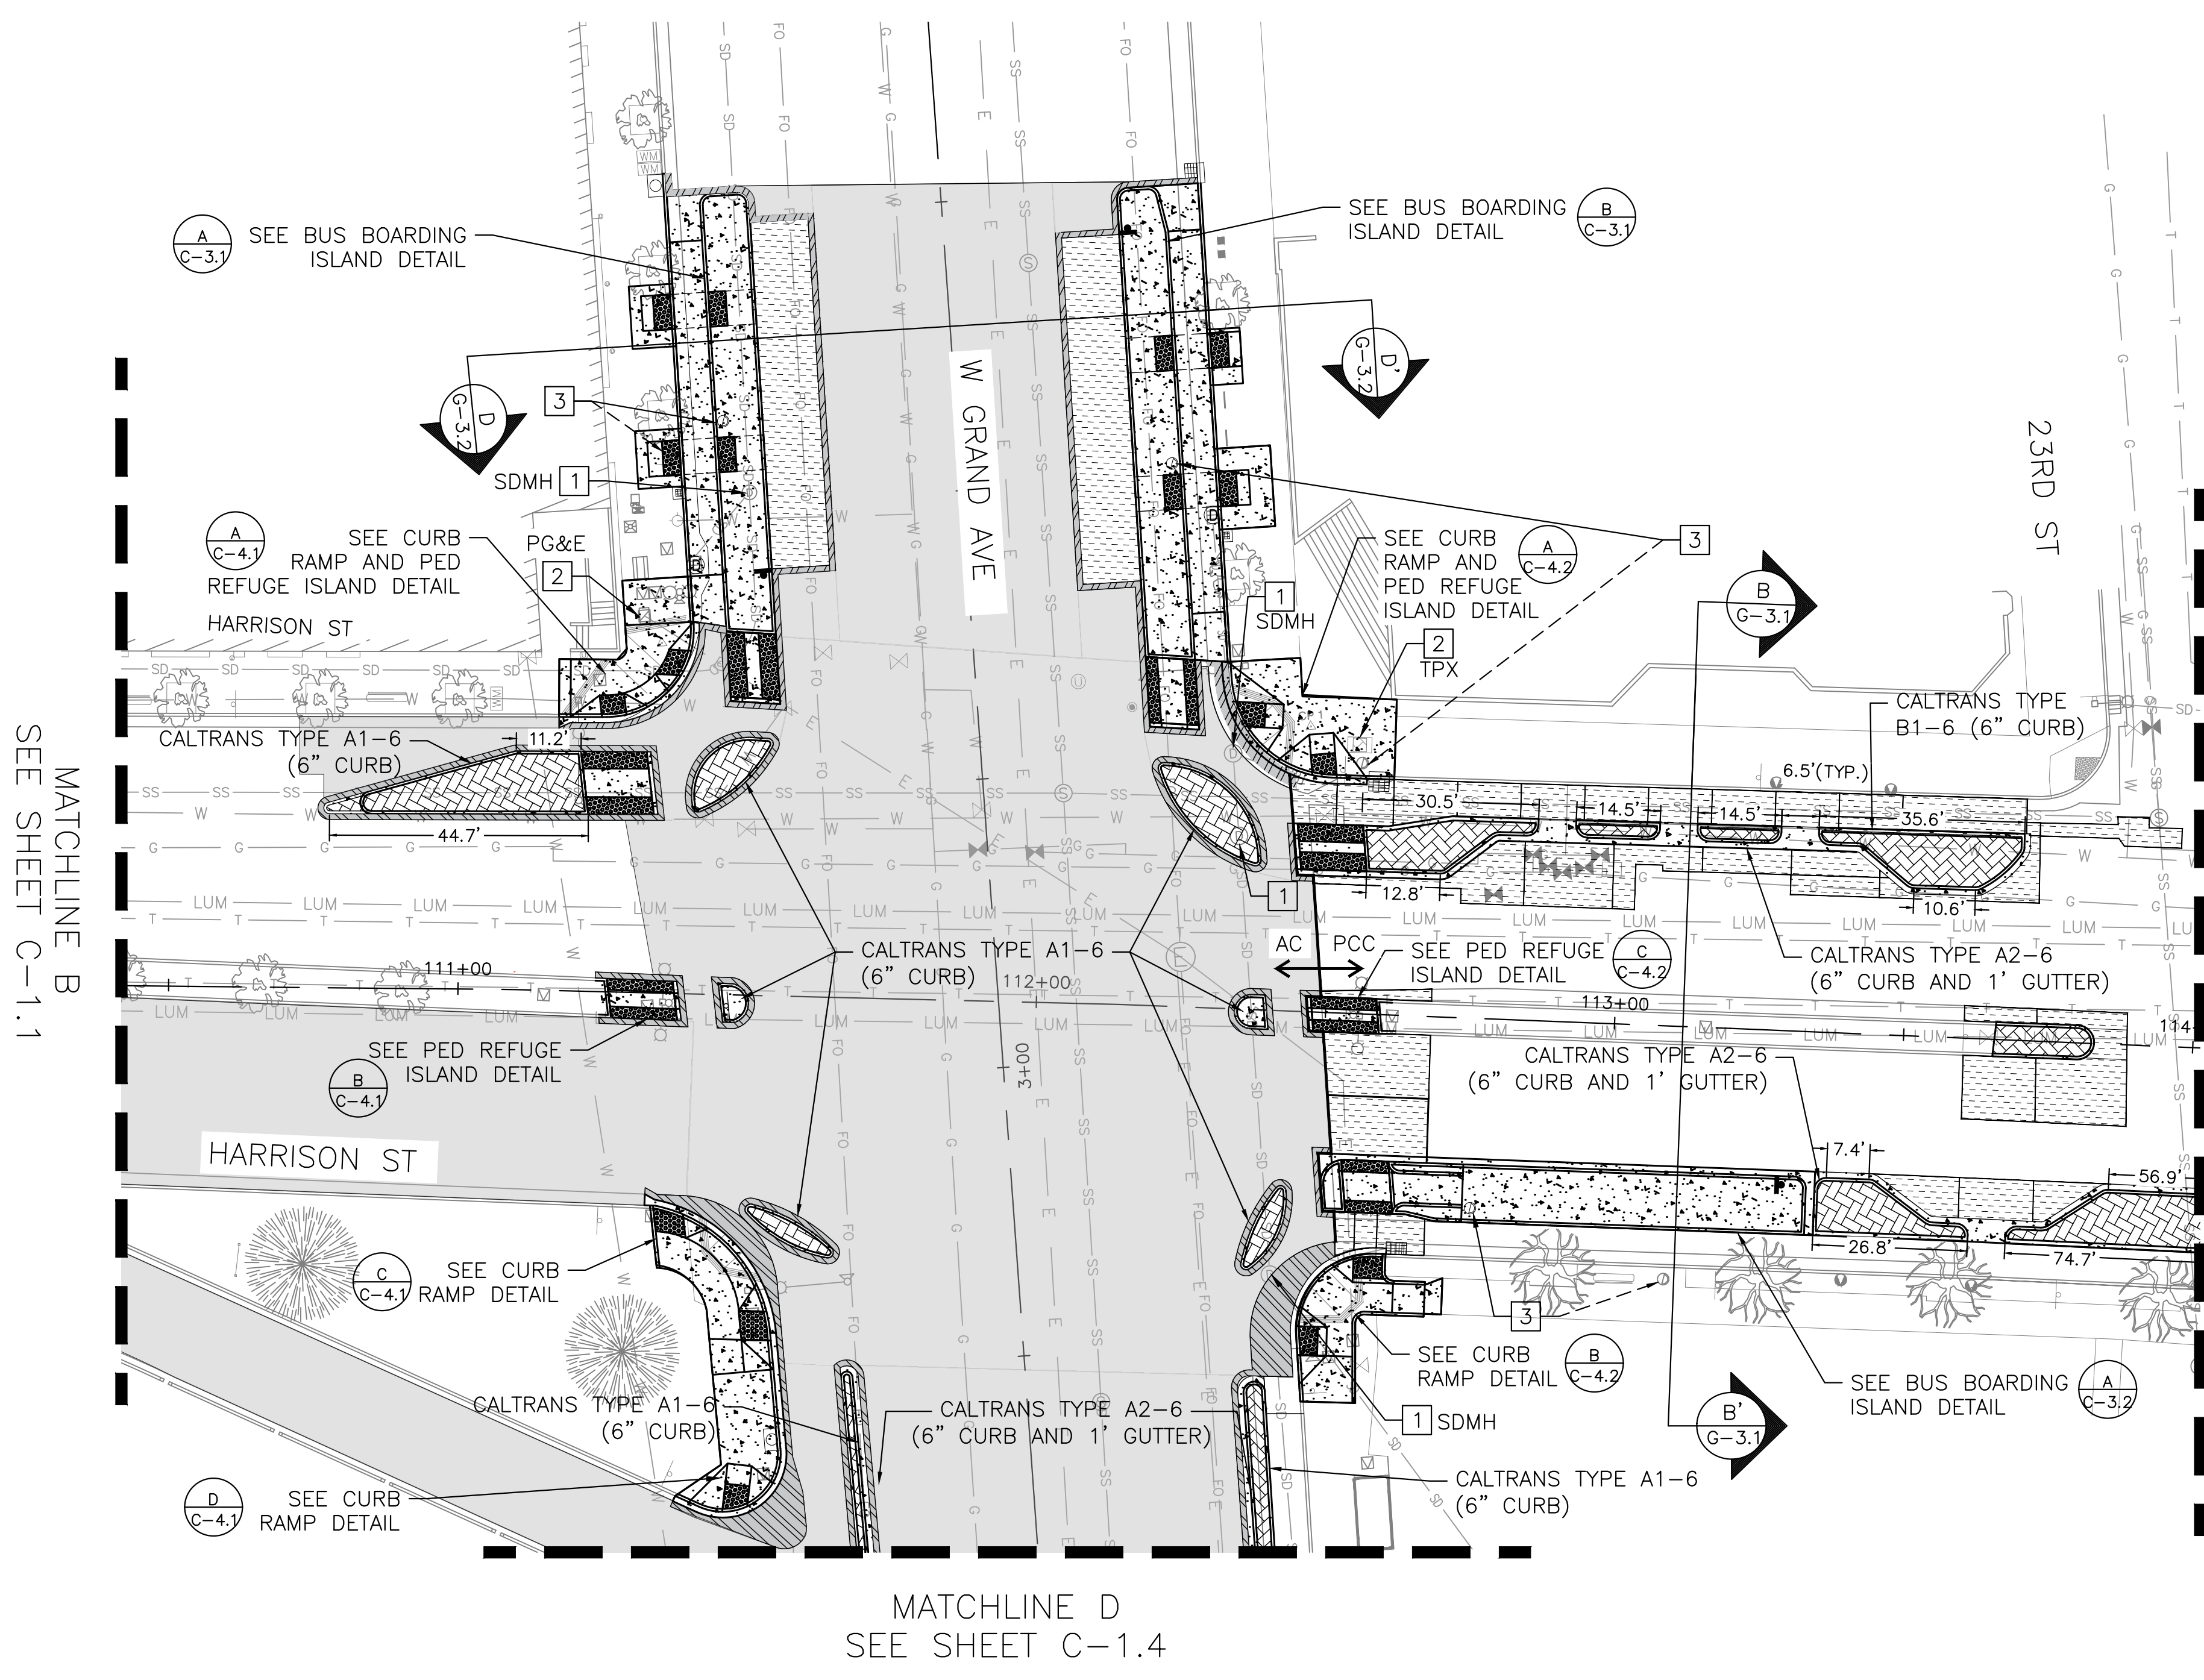 SEE BUS BOARDING
ISLAND DETAIL
A
C-3.1
SEE BUS BOARDING
ISLAND DETAIL
B
C-3.1
WM
WM
D
G-3.2
D'
G-3.2
W GRAND AVE
23RD ST
3
SDMH 1
A
C-4.1
SEE CURB
RAMP AND PED
REFUGE ISLAND DETAIL
PG&E
2
HARRISON ST
SEE CURB
RAMP AND
PED REFUGE
ISLAND DETAIL
A
C-4.2
3
1
SDMH
2
TPX
B
G-3.1
CALTRANS TYPE
B1-6 (6" CURB)
6.5'(TYP.)
CALTRANS TYPE A1-6
(6" CURB)
11.2'
44.7'
30.5'
14.5'
14.5'
35.6'
12.8'
10.6'
1
MATCHLINE B
SEE SHEET C-1.1
CALTRANS TYPE A1-6
(6" CURB)
AC
PCC
SEE PED REFUGE
ISLAND DETAIL
C
C-4.2
CALTRANS TYPE A2-6
(6" CURB AND 1' GUTTER)
111+00
112+00
113+00
114
3+00
SEE PED REFUGE
ISLAND DETAIL
B
C-4.1
CALTRANS TYPE A2-6
(6" CURB AND 1' GUTTER)
HARRISON ST
7.4'
56.9'
26.8'
74.7'
C
C-4.1
SEE CURB
RAMP DETAIL
3
SEE CURB
RAMP DETAIL
B
C-4.2
SEE BUS BOARDING
ISLAND DETAIL
A
C-3.2
CALTRANS TYPE A1-6
(6" CURB)
CALTRANS TYPE A2-6
(6" CURB AND 1' GUTTER)
1 SDMH
B'
G-3.1
D
C-4.1
SEE CURB
RAMP DETAIL
CALTRANS TYPE A1-6
(6" CURB)
MATCHLINE D
SEE SHEET C-1.4